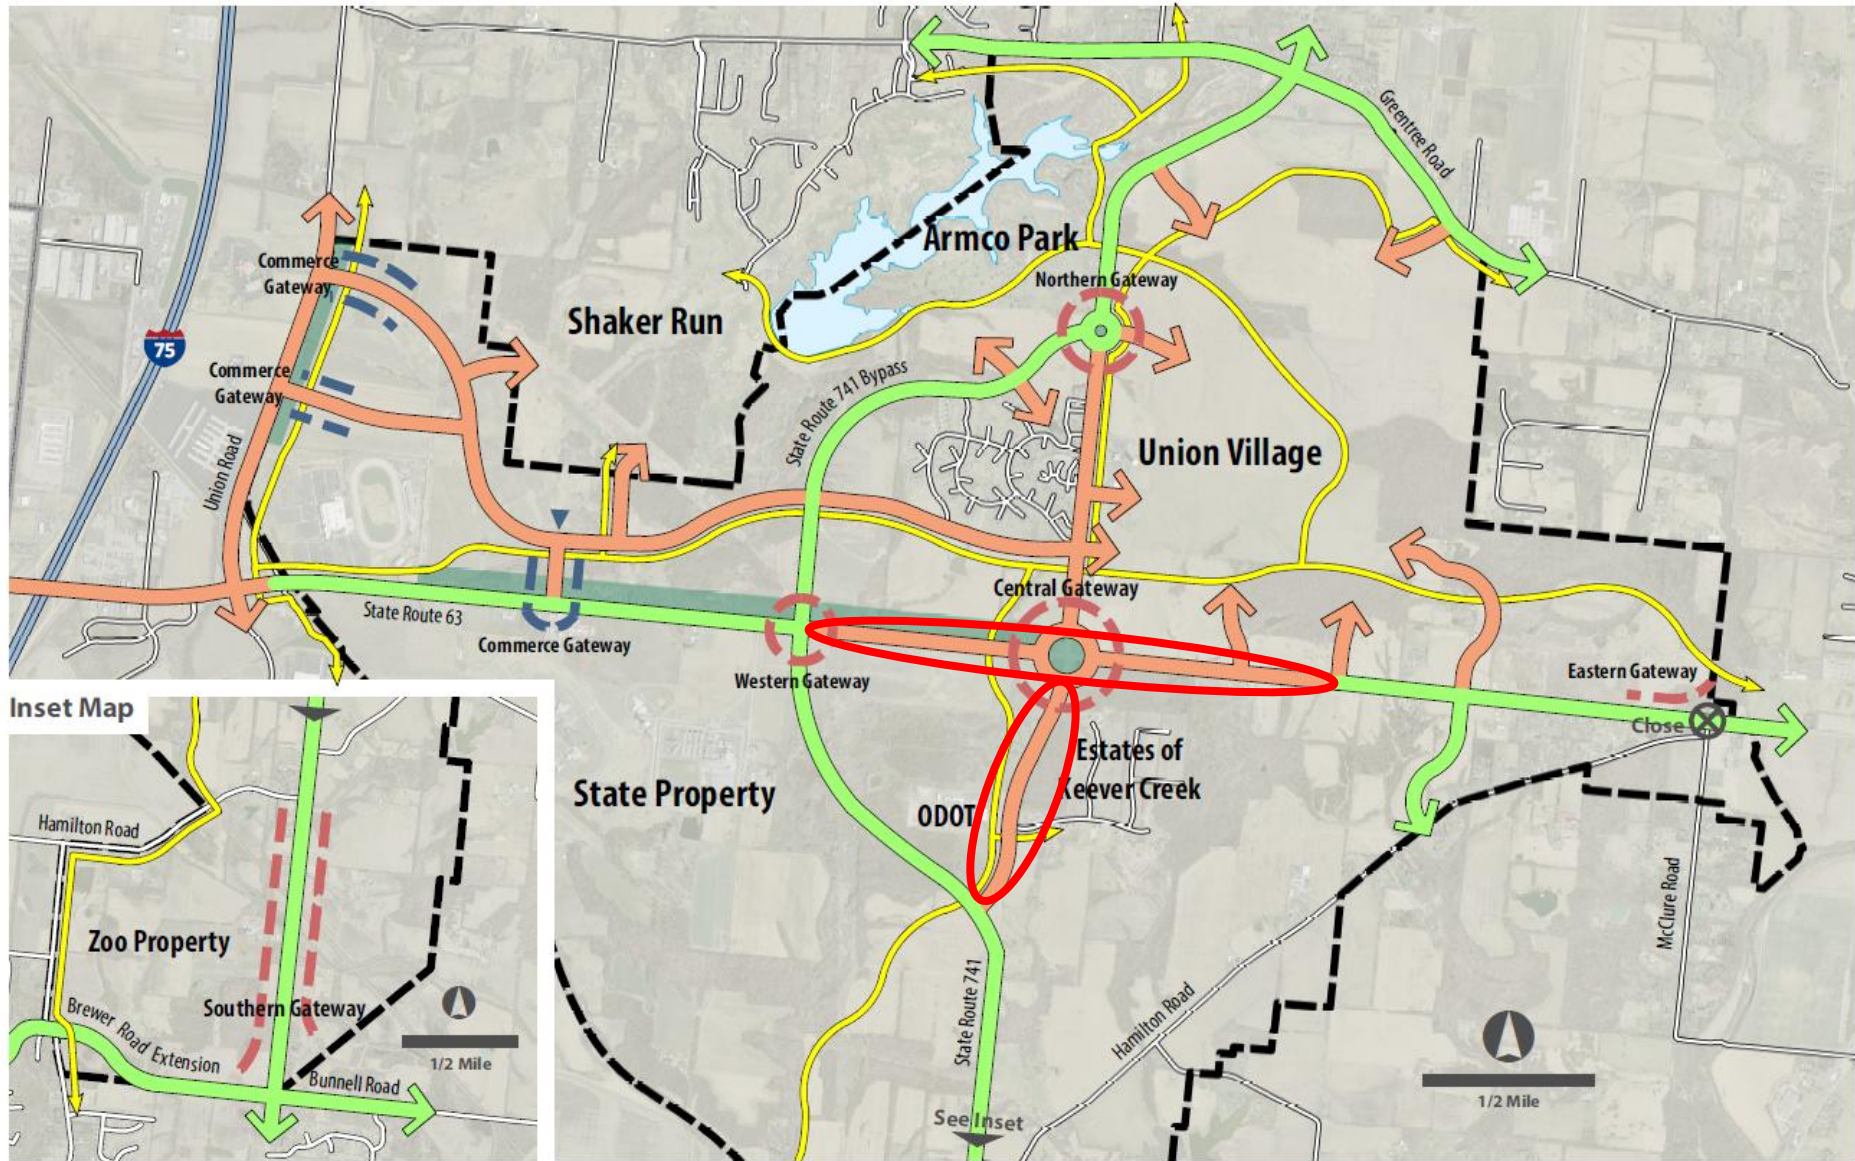 Greentree Road
Armco Park
Commerce
Gateway
Northern Gateway
Shaker Run
75
Commerce
Gateway
State Route 741 Bypass
Union Village
Union Road
Central Gateway
State Route 63
Commerce Gateway
Western Gateway
Eastern Gateway
Close
Estates of
Keever Creek
State Property
ODOT
McClure Road
Hamilton Road
State Route 741
See Inset
1/2 Mile
Inset Map
Hamilton Road
Zoo Property
Southern Gateway
Brewer Road Extension
1/2 Mile
Bunnell Road